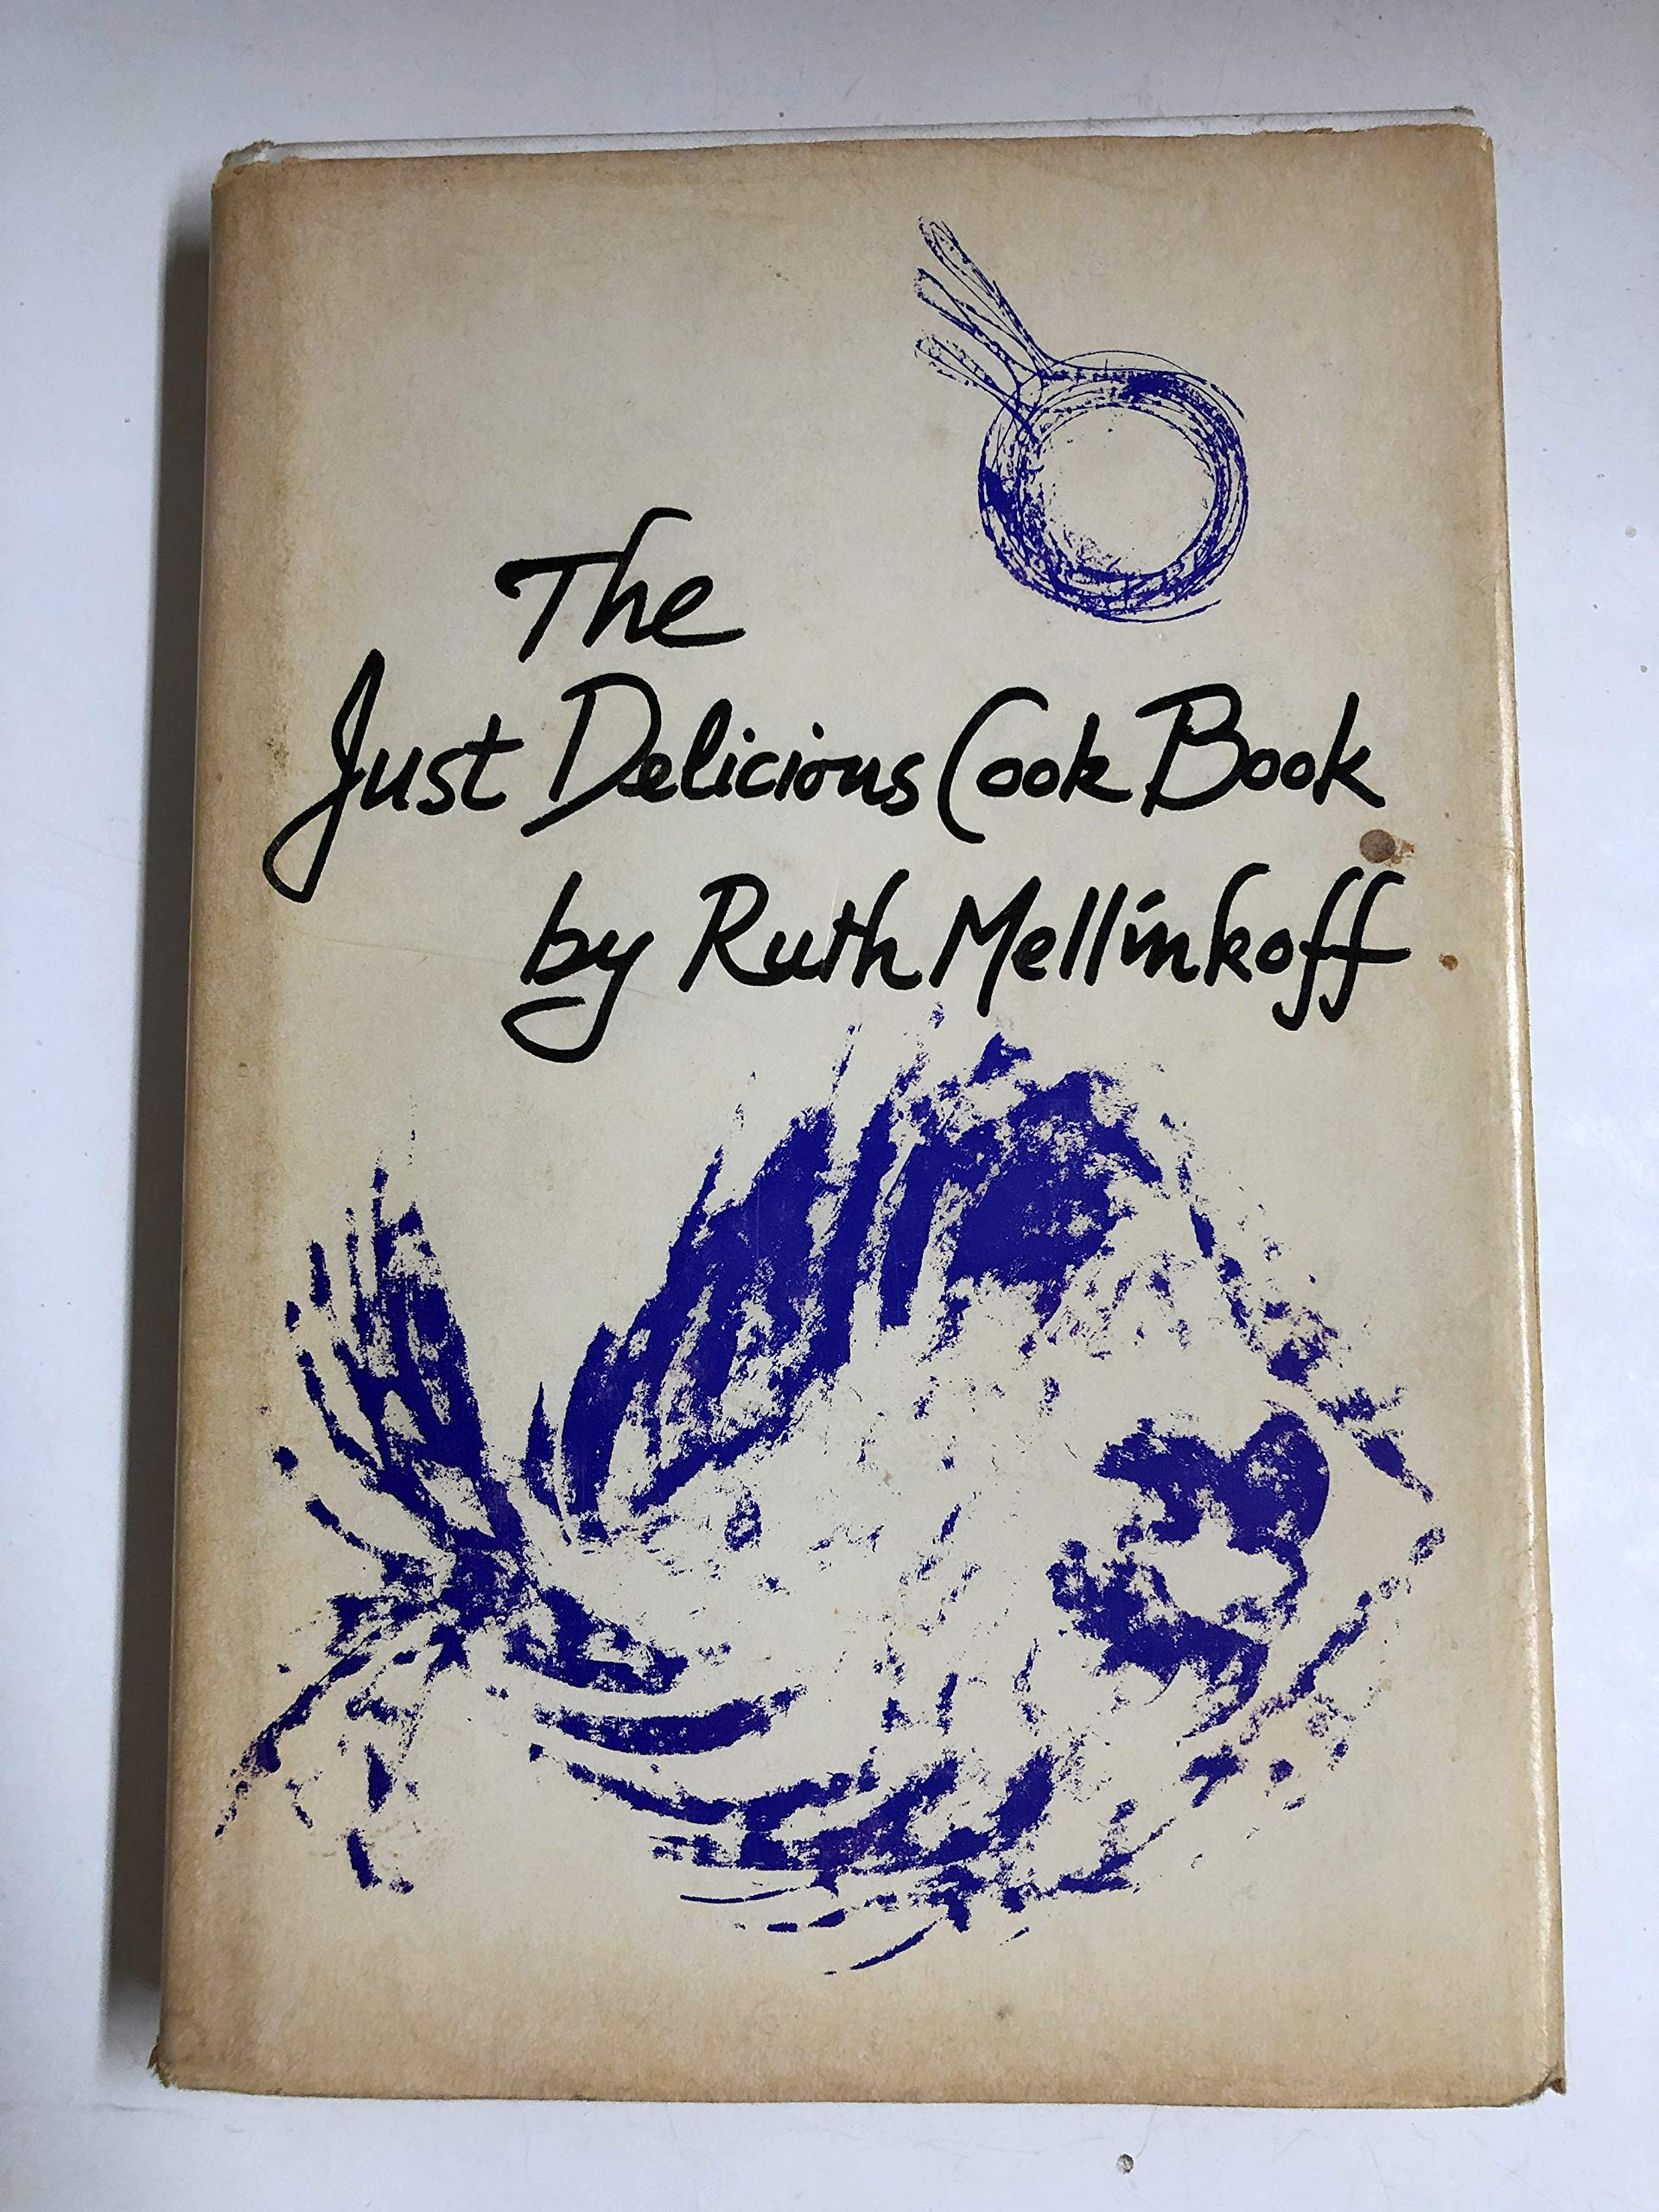 The
Just Delicious Cook Book
by Ruth Mellinkoff